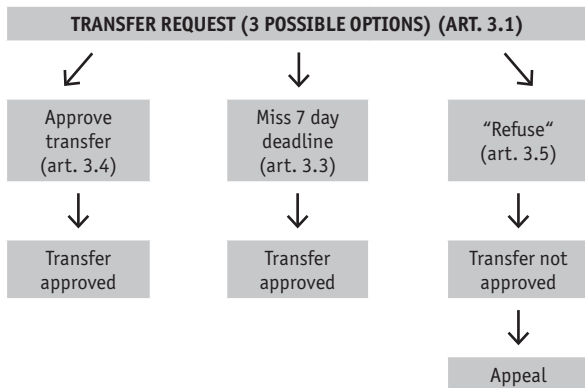 TRANSFER REQUEST (3 POSSIBLE OPTIONS) (ART. 3.1)
Approve
transfer
(art. 3.4)
Miss 7 day
deadline
(art. 3.3)
“Refuse“
(art. 3.5)
Transfer
approved
Transfer
approved
Transfer not
approved
Appeal